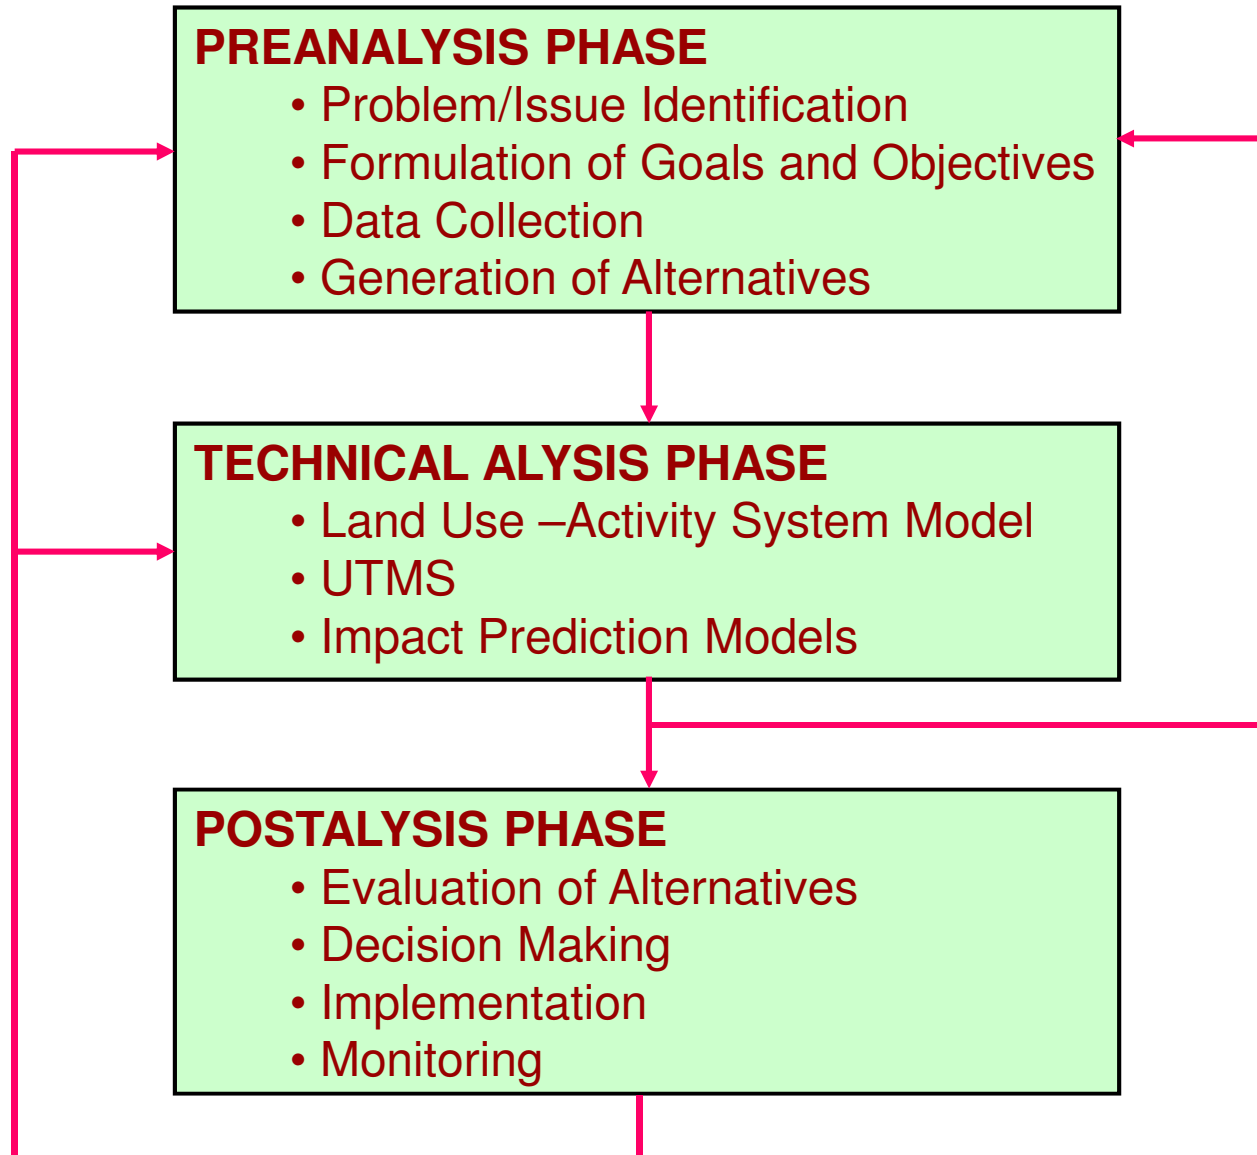 PREANALYSIS PHASE
• Problem/Issue Identification
• Formulation of Goals and Objectives
• Data Collection
• Generation of Alternatives
TECHNICAL ALYSIS PHASE
• Land Use –Activity System Model
• UTMS
• Impact Prediction Models
POSTALYSIS PHASE
• Evaluation of Alternatives
• Decision Making
• Implementation
• Monitoring